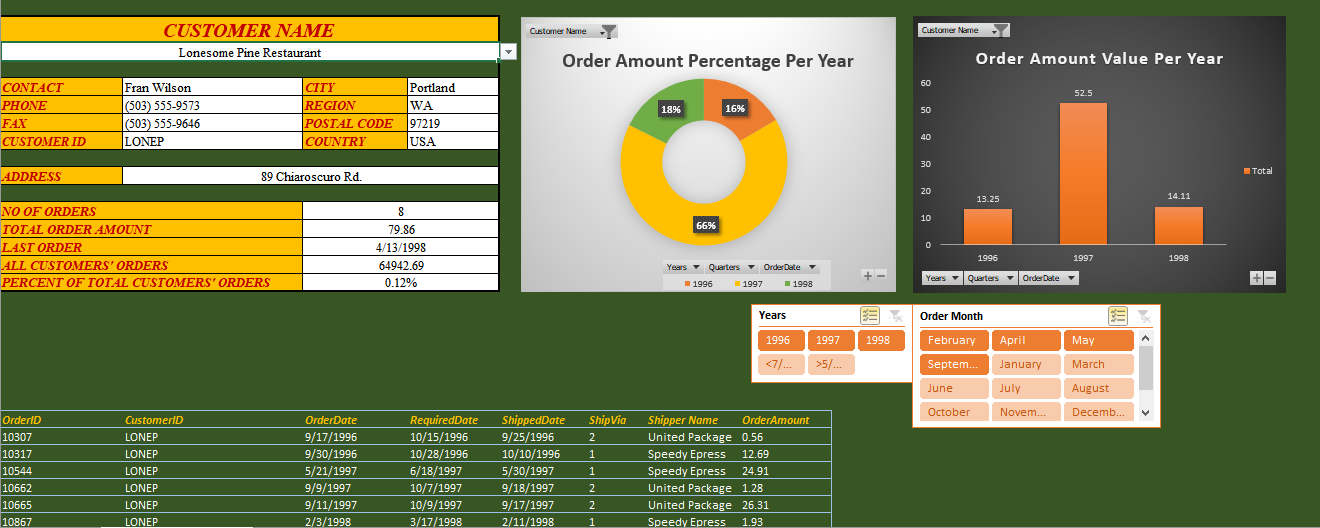 CUSTOMER NAME
Lonesome Pine Restaurant
CONTACT Fran Wilson CITY Portland
PHONE (503) 555-9573 REGION WA
FAX (503) 555-9646 POSTAL CODE 97219
CUSTOMER ID LONEP COUNTRY USA
ADDRESS 89 Chiaroscuro Rd.
NO OF ORDERS 8
TOTAL ORDER AMOUNT 79.86
LAST ORDER 4/13/1998
ALL CUSTOMERS' ORDERS 64942.69
PERCENT OF TOTAL CUSTOMERS' ORDERS 0.12%
Customer Name
Order Amount Percentage Per Year
18% 16%
66%
Years Quarters OrderDate
1996 1997 1998
Customer Name
Order Amount Value Per Year
60
50
40
30
20
10
0
52.5
13.25
14.11
Total
1996 1997 1998
Years Quarters OrderDate
Years
1996 1997 1998
<7/... >5/...
Order Month
February April May
Septem... January March
June July August
October Novem... Decemb...
OrderID CustomerID OrderDate RequiredDate ShippedDate ShipVia Shipper Name OrderAmount
10307 LONEP 9/17/1996 10/15/1996 9/25/1996 2 United Package 0.56
10317 LONEP 9/30/1996 10/28/1996 10/10/1996 1 Speedy Epress 12.69
10544 LONEP 5/21/1997 6/18/1997 5/30/1997 1 Speedy Epress 24.91
10662 LONEP 9/9/1997 10/7/1997 9/18/1997 2 United Package 1.28
10665 LONEP 9/11/1997 10/9/1997 9/17/1997 2 United Package 26.31
10867 LONEP 2/3/1998 3/17/1998 2/11/1998 1 Speedy Epress 1.93